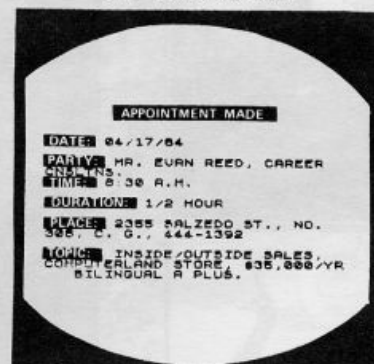 APPOINTMENT MADE
DATE: 04/17/84
PARTY: MR. EVAN REED, CAREER
CNSLTNS.
TIME: 8:30 A.M.
DURATION: 1/2 HOUR
PLACE: 2355 SALZEDO ST., NO.
305, C. G., 444-1392
TOPIC: INSIDE/OUTSIDE SALES,
COMPUTERLAND STORE, $35,000/YR
BILINGUAL A PLUS.